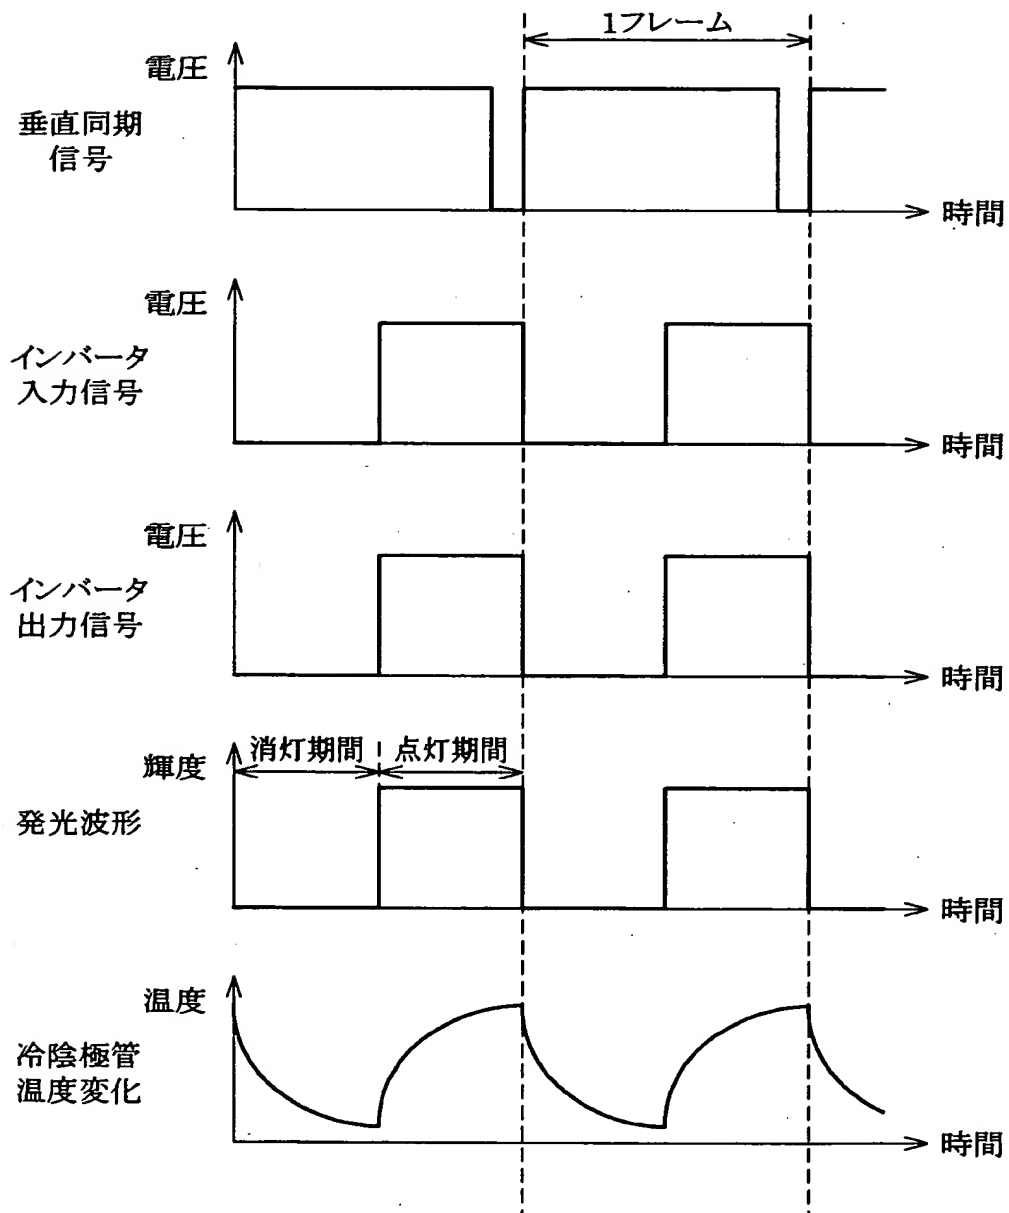 1フレーム
電圧
垂直同期
信号
時間
電圧
インバータ
入力信号
時間
電圧
インバータ
出力信号
時間
消灯期間
点灯期間
輝度
発光波形
時間
温度
冷陰極管
温度変化
時間